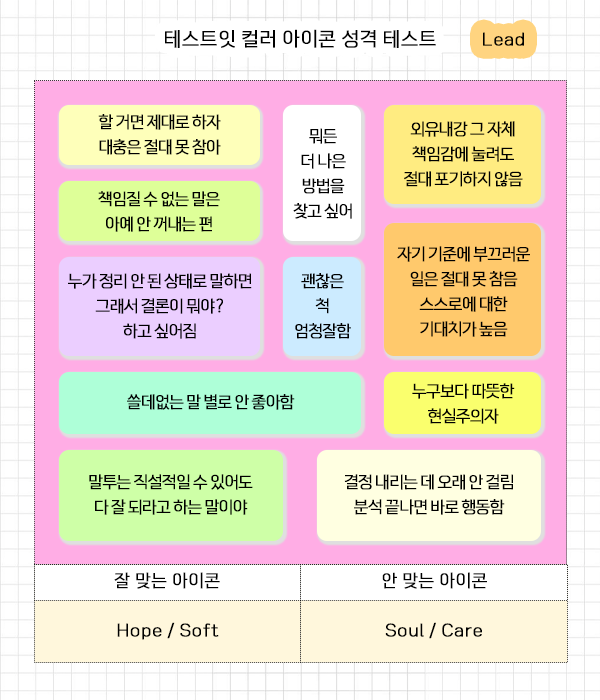 테스트잇 컬러 아이콘 성격 테스트
Lead
할 거면 제대로 하자
대충은 절대 못 참아
뭐든
더 나은
방법을
찾고 싶어
외유내강 그 자체
책임감에 눌려도
절대 포기하지 않음
책임질 수 없는 말은
아예 안 꺼내는 편
누가 정리 안 된 상태로 말하면
그래서 결론이 뭐야?
하고 싶어짐
괜찮은
척
엄청잘함
자기 기준에 부끄러운
일은 절대 못 참음
스스로에 대한
기대치가 높음
쓸데없는 말 별로 안 좋아함
누구보다 따뜻한
현실주의자
말투는 직설적일 수 있어도
다 잘 되라고 하는 말이야
결정 내리는 데 오래 안 걸림
분석 끝나면 바로 행동함
잘 맞는 아이콘
안 맞는 아이콘
Hope / Soft
Soul / Care